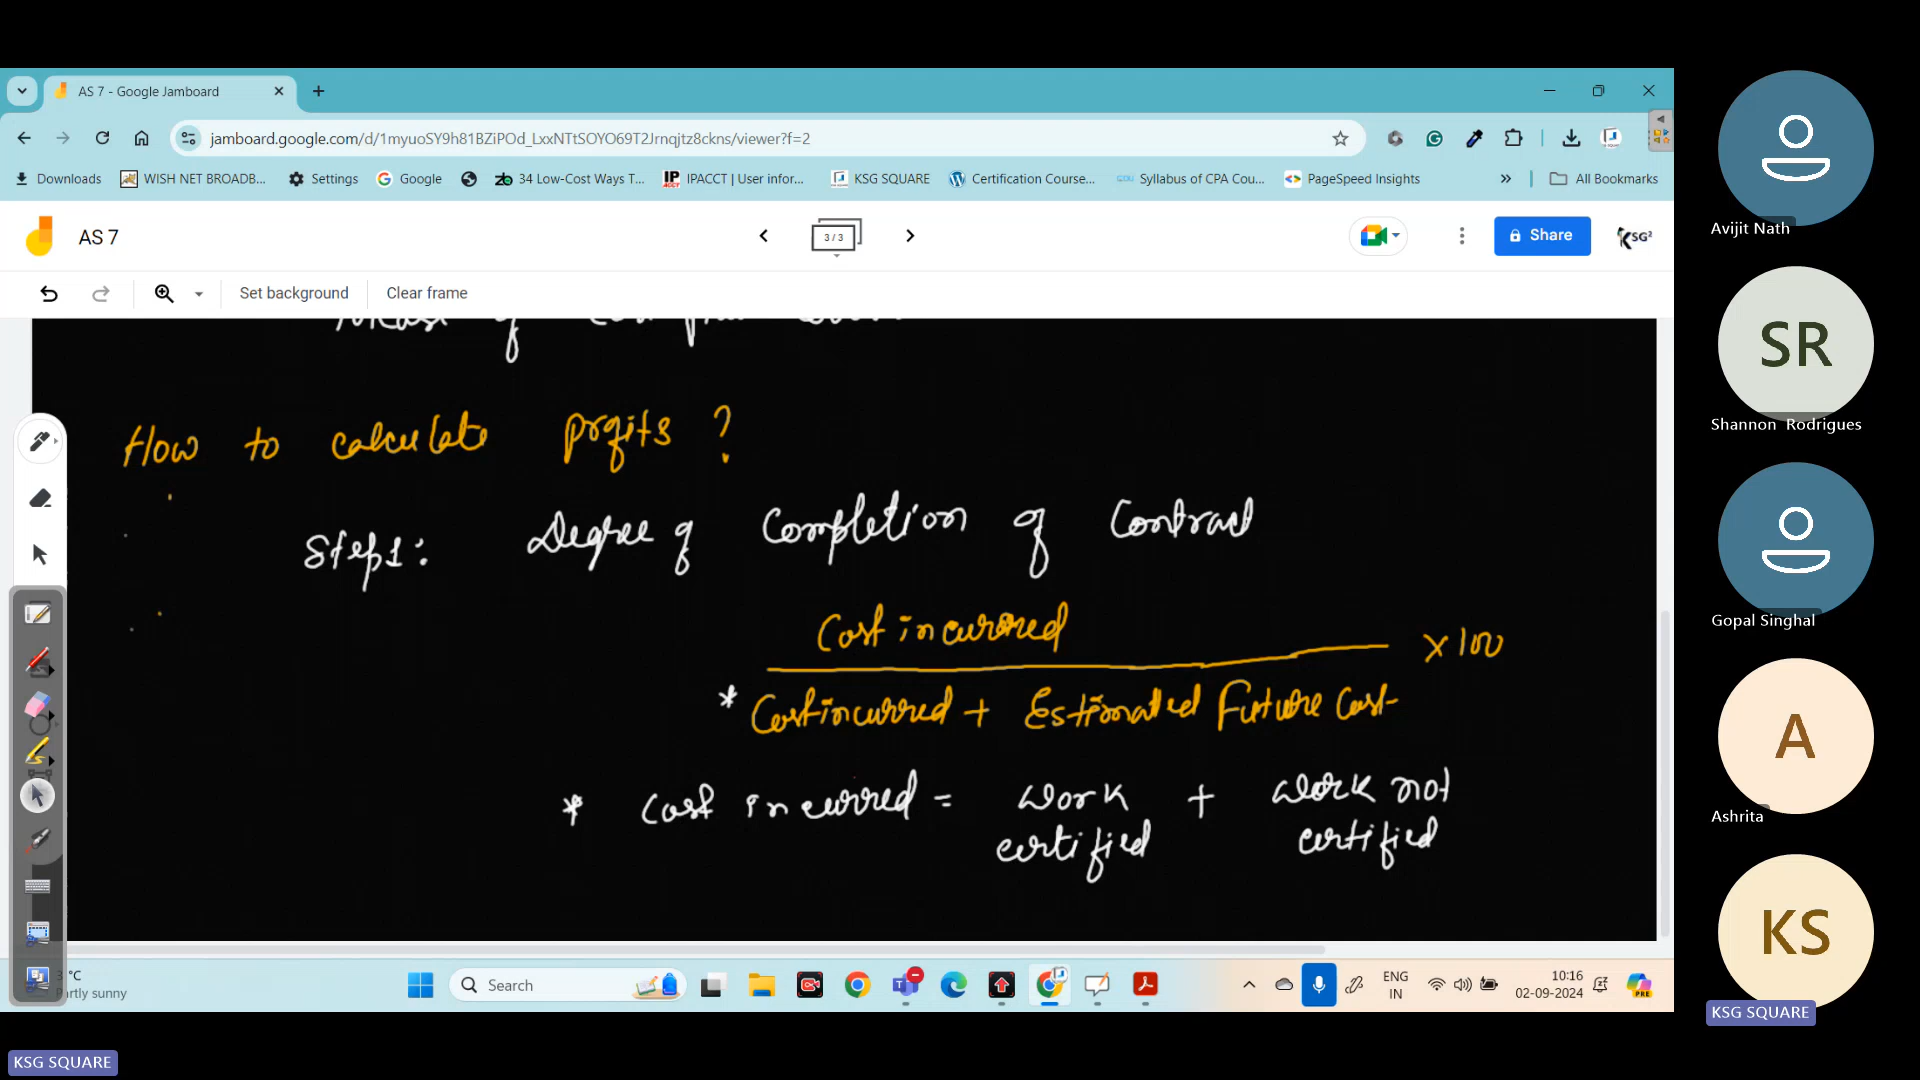 AS 7 - Google Jamboard
jamboard.google.com/d/1myuoSY9h81BZiPOd_LxxNTtSOYO69T2Jrnqjtz8ckns/viewer?f=2
Downloads WISH NET BROADB... Settings Google 34 Low-Cost Ways T... IPACCT | User infor... KSG SQUARE Certification Course... Syllabus of CPA Cou... PageSpeed Insights » All Bookmarks
AS 7
3 / 3
Share
KSG²
Set background Clear frame
of
How to calculate profits ?
Step1: Degree of Completion of Contract
Cost incurred
x 100
* Cost incurred + Estimated Future Cost
* Cost incurred = work certified + work not certified
°C
Partly sunny
Search
ENG
IN
10:16
02-09-2024
Avijit Nath
SR
Shannon Rodrigues
Gopal Singhal
A
Ashrita
KS
KSG SQUARE
KSG SQUARE